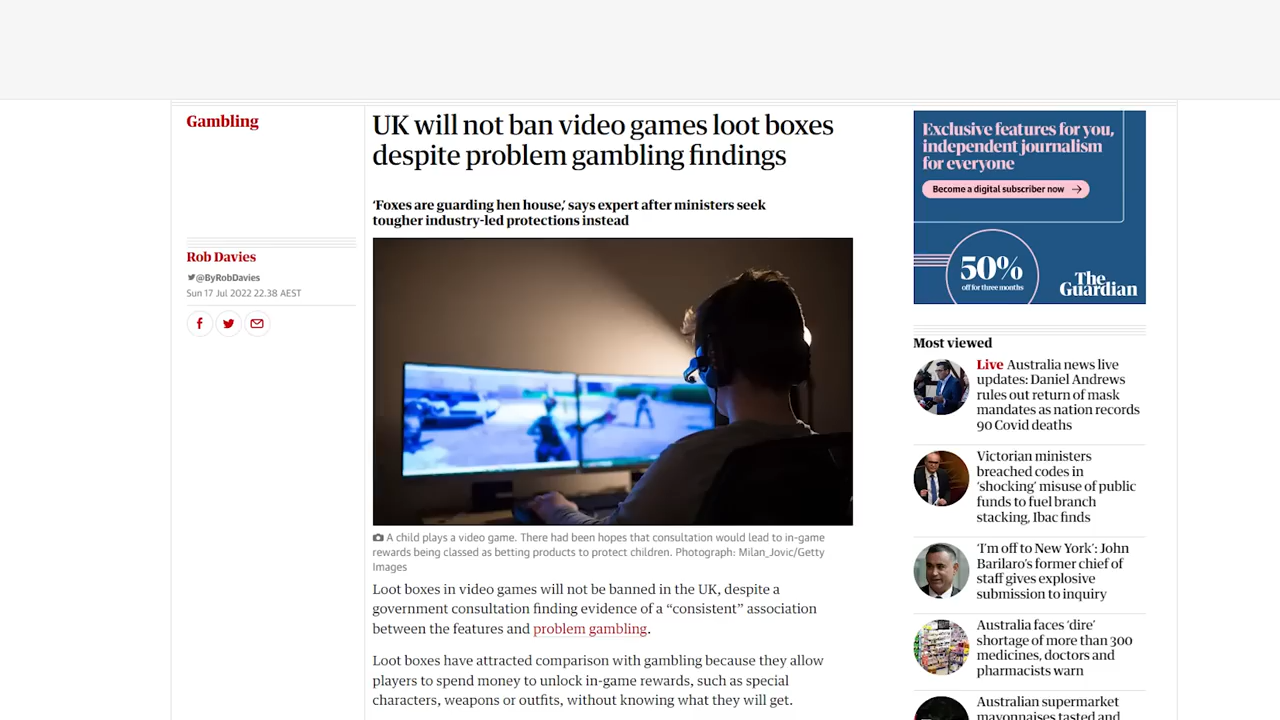 Gambling
UK will not ban video games loot boxes
despite problem gambling findings
‘Foxes are guarding hen house,’ says expert after ministers seek
tougher industry-led protections instead
Rob Davies
@ByRobDavies
Sun 17 Jul 2022 22.38 AEST
A child plays a video game. There had been hopes that consultation would lead to in-game
rewards being classed as betting products to protect children. Photograph: Milan_Jovic/Getty
Images
Loot boxes in video games will not be banned in the UK, despite a
government consultation finding evidence of a “consistent” association
between the features and problem gambling.
Loot boxes have attracted comparison with gambling because they allow
players to spend money to unlock in-game rewards, such as special
characters, weapons or outfits, without knowing what they will get.
Exclusive features for you,
independent journalism
for everyone
Become a digital subscriber now
50%
off for three months
The
Guardian
Most viewed
Live Australia news live
updates: Daniel Andrews
rules out return of mask
mandates as nation records
90 Covid deaths
Victorian ministers
breached codes in
‘shocking’ misuse of public
funds to fuel branch
stacking, Ibac finds
‘I’m off to New York’: John
Barilaro’s former chief of
staff gives explosive
submission to inquiry
Australia faces ‘dire’
shortage of more than 300
medicines, doctors and
pharmacists warn
Australian supermarket
mayonnaises tasted and